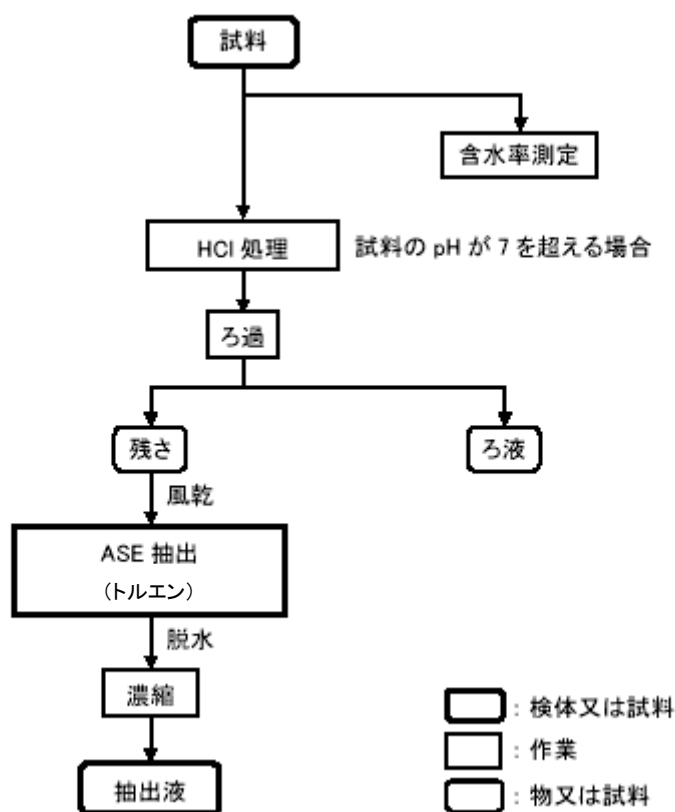 試料
含水率測定
HCl 処理
試料の pH が 7 を超える場合
ろ過
残さ
ろ液
風乾
ASE 抽出
(トルエン)
脱水
濃縮
抽出液
: 検体又は試料
: 作業
: 物又は試料